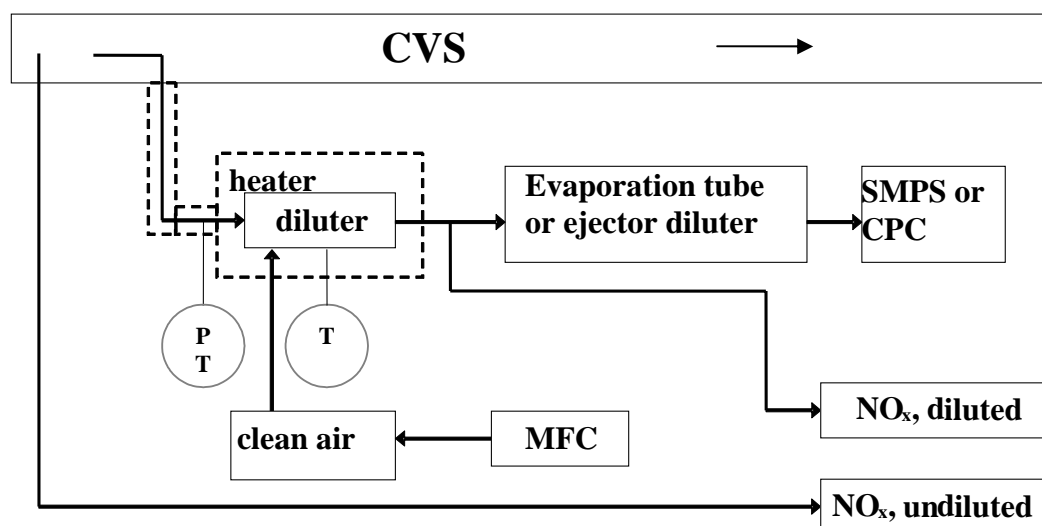 CVS
heater
diluter
Evaporation tube
or ejector diluter
SMPS or
CPC
P
T
T
clean air
MFC
NOx, diluted
NOx, undiluted